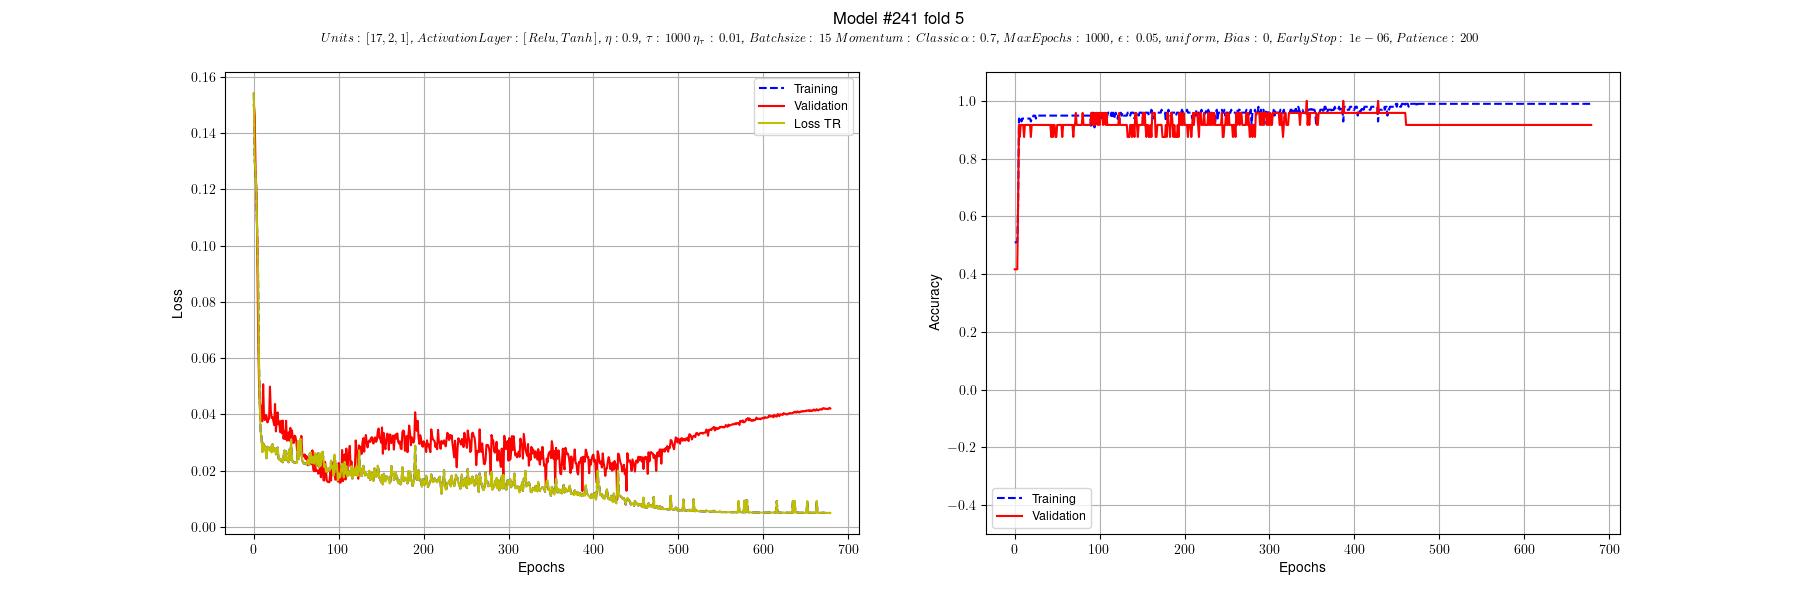 Model #241 fold 5
Units : [17, 2, 1], ActivationLayer : [Relu, Tanh], η : 0.9, τ : 1000 ητ : 0.01, Batchsize : 15 Momentum : Classic α : 0.7, MaxEpochs : 1000, ϵ : 0.05, uniform, Bias : 0, EarlyStop : 1e − 06, Patience : 200
0.16
0.14
0.12
0.10
0.08
0.06
0.04
0.02
0.00
Loss
0 100 200 300 400 500 600 700
Epochs
Training
Validation
Loss TR
1.0
0.8
0.6
0.4
0.2
0.0
−0.2
−0.4
Accuracy
0 100 200 300 400 500 600 700
Epochs
Training
Validation